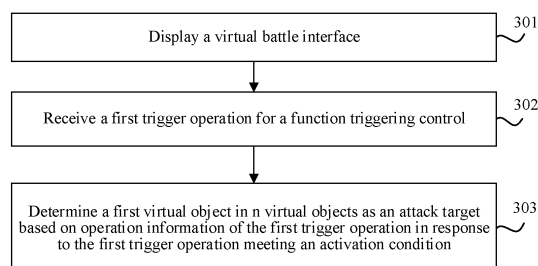 301
Display a virtual battle interface
302
Receive a first trigger operation for a function triggering control
303
Determine a first virtual object in n virtual objects as an attack target
based on operation information of the first trigger operation in response
to the first trigger operation meeting an activation condition